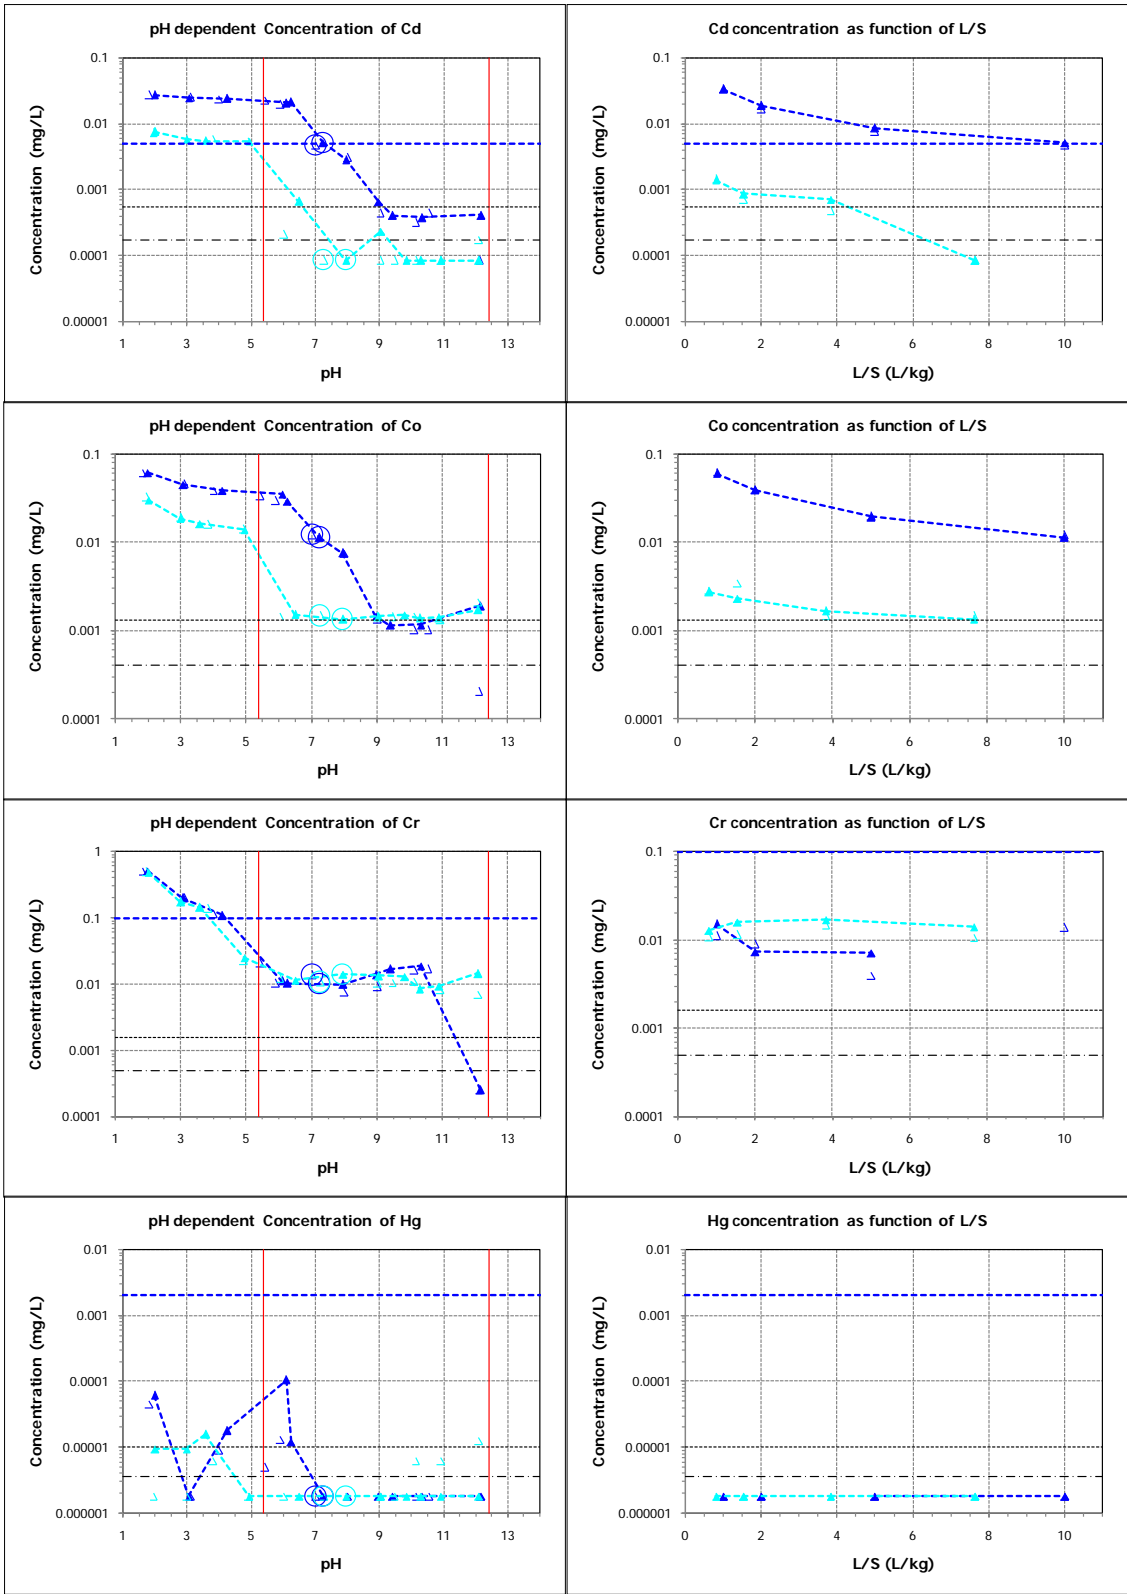 pH dependent Concentration of Cd
Concentration (mg/L)
0.1
0.01
0.001
0.0001
0.00001
1 3 5 7 9 11 13
pH
Cd concentration as function of L/S
Concentration (mg/L)
0.1
0.01
0.001
0.0001
0.00001
0 2 4 6 8 10
L/S (L/kg)
pH dependent Concentration of Co
Concentration (mg/L)
0.1
0.01
0.001
0.0001
1 3 5 7 9 11 13
pH
Co concentration as function of L/S
Concentration (mg/L)
0.1
0.01
0.001
0.0001
0 2 4 6 8 10
L/S (L/kg)
pH dependent Concentration of Cr
Concentration (mg/L)
1
0.1
0.01
0.001
0.0001
1 3 5 7 9 11 13
pH
Cr concentration as function of L/S
Concentration (mg/L)
0.1
0.01
0.001
0.0001
0 2 4 6 8 10
L/S (L/kg)
pH dependent Concentration of Hg
Concentration (mg/L)
0.01
0.001
0.0001
0.00001
0.000001
1 3 5 7 9 11 13
pH
Hg concentration as function of L/S
Concentration (mg/L)
0.01
0.001
0.0001
0.00001
0.000001
0 2 4 6 8 10
L/S (L/kg)